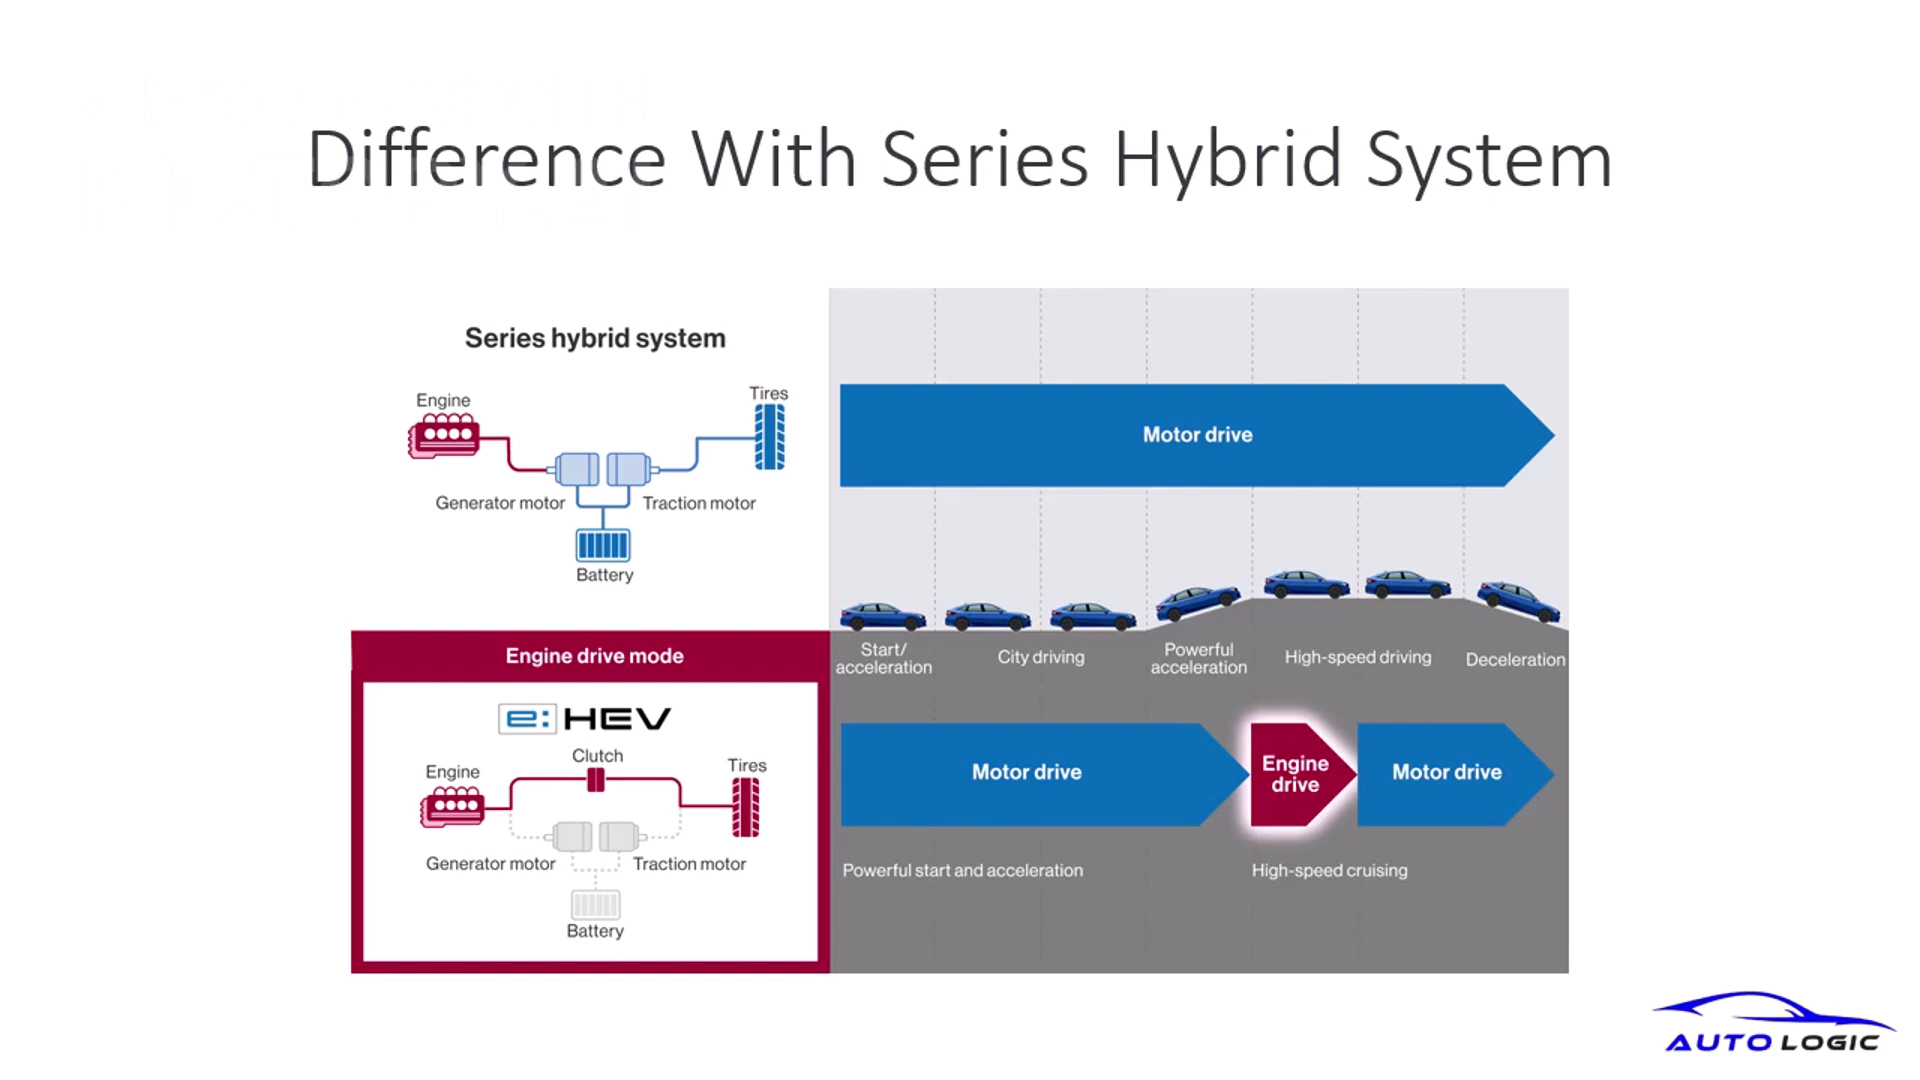 Difference With Series Hybrid System
Series hybrid system
Engine
Tires
Generator motor
Traction motor
Battery
Motor drive
Start/
acceleration
City driving
Powerful
acceleration
High-speed driving
Deceleration
Engine drive mode
e:HEV
Clutch
Engine
Tires
Generator motor
Traction motor
Battery
Motor drive
Engine
drive
Motor drive
Powerful start and acceleration
High-speed cruising
AUTO LOGIC